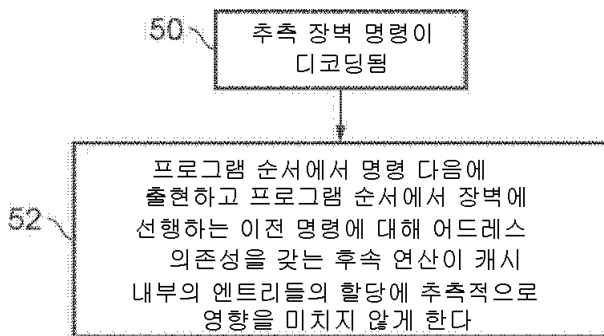 50
추측 장벽 명령이
디코딩됨
52
프로그램 순서에서 명령 다음에
출현하고 프로그램 순서에서 장벽에
선행하는 이전 명령에 대해 어드레스
의존성을 갖는 후속 연산이 캐시
내부의 엔트리들의 할당에 추측적으로
영향을 미치지 않게 한다